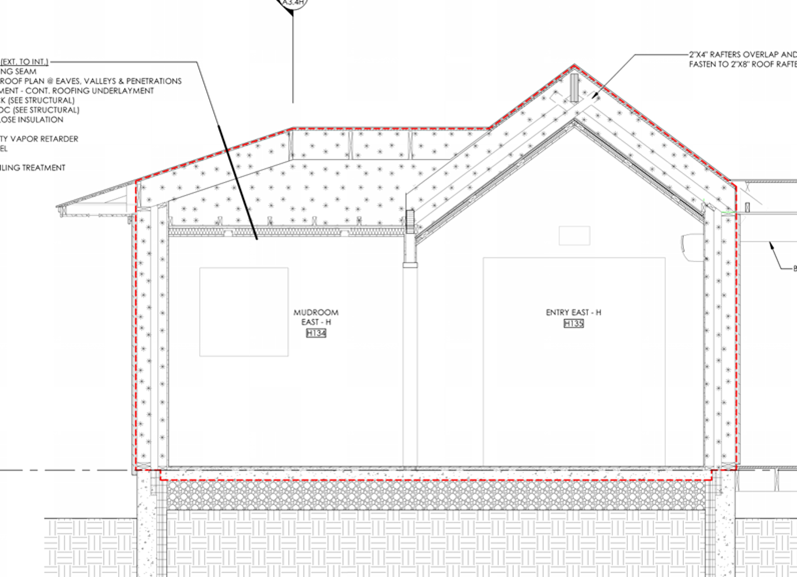 A3.4H
(EXT. TO INT.)
NG SEAM
ROOF PLAN @ EAVES, VALLEYS & PENETRATIONS
MENT - CONT. ROOFING UNDERLAYMENT
K (SEE STRUCTURAL)
OC (SEE STRUCTURAL)
LOSE INSULATION
TY VAPOR RETARDER
EL
ILING TREATMENT
2"X4" RAFTERS OVERLAP AND
FASTEN TO 2"X8" ROOF RAFTE
MUDROOM
EAST - H
H134
ENTRY EAST - H
H135
B